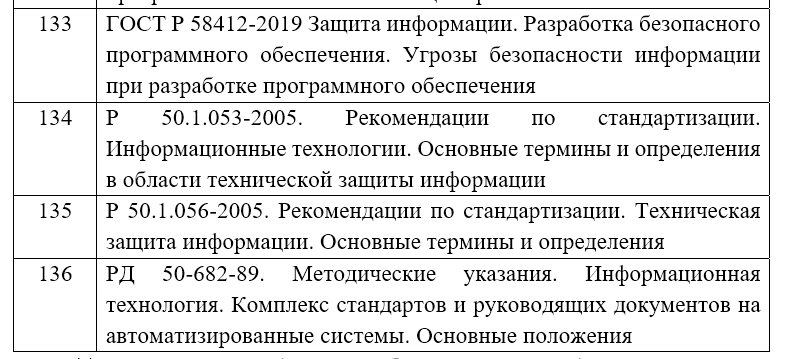 133 ГОСТ Р 58412-2019 Защита информации. Разработка безопасного
программного обеспечения. Угрозы безопасности информации
при разработке программного обеспечения
134 Р 50.1.053-2005. Рекомендации по стандартизации.
Информационные технологии. Основные термины и определения
в области технической защиты информации
135 Р 50.1.056-2005. Рекомендации по стандартизации. Техническая
защита информации. Основные термины и определения
136 РД 50-682-89. Методические указания. Информационная
технология. Комплекс стандартов и руководящих документов на
автоматизированные системы. Основные положения